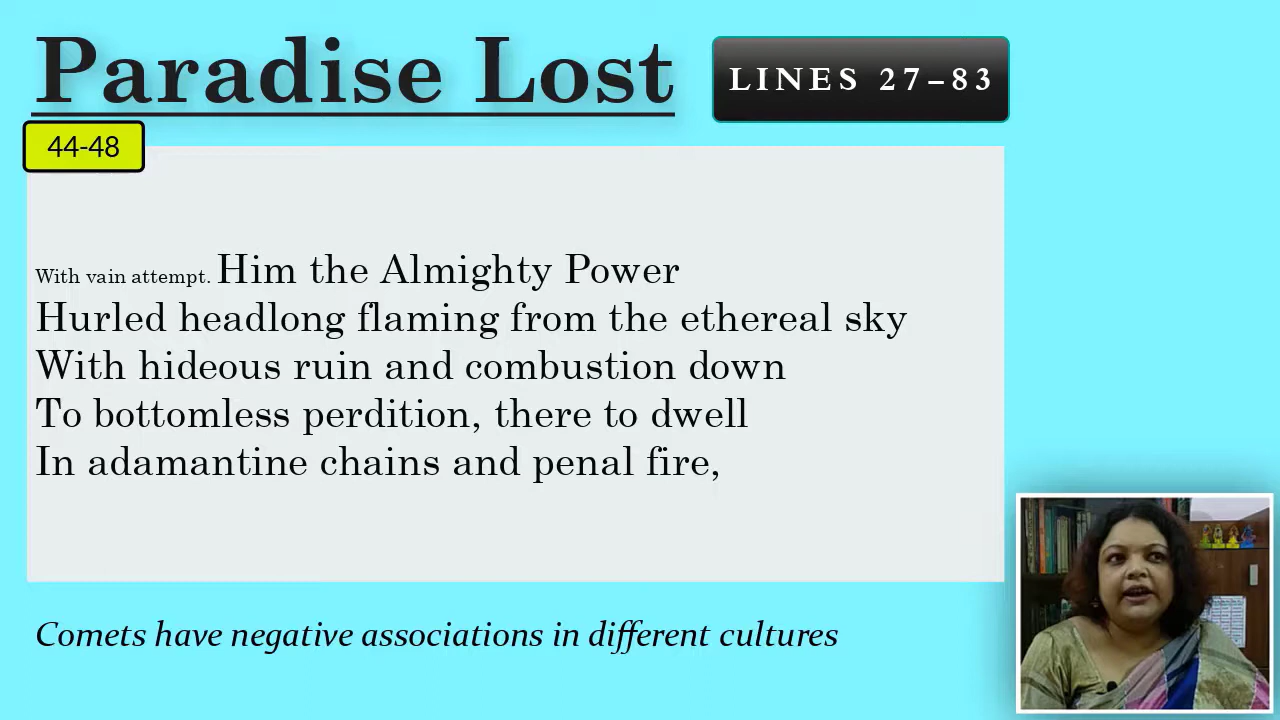 Paradise Lost
LINES 27–83
44-48
With vain attempt. Him the Almighty Power
Hurled headlong flaming from the ethereal sky
With hideous ruin and combustion down
To bottomless perdition, there to dwell
In adamantine chains and penal fire,
Comets have negative associations in different cultures